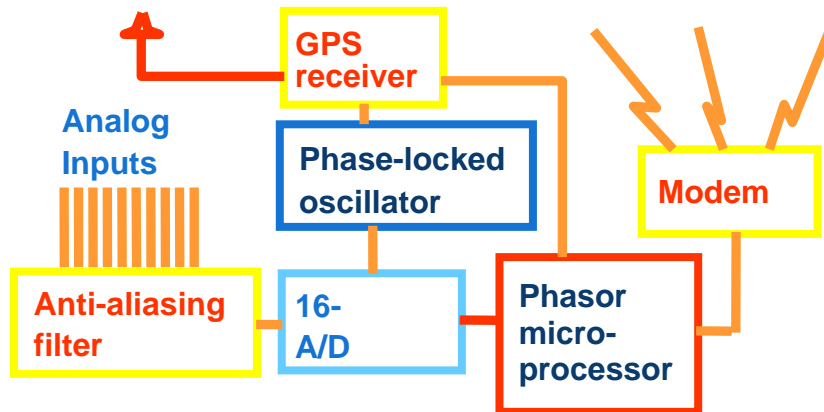 GPS
receiver
Analog
Inputs
Phase-locked
oscillator
Modem
Anti-aliasing
filter
16-
A/D
Phasor
micro-
processor